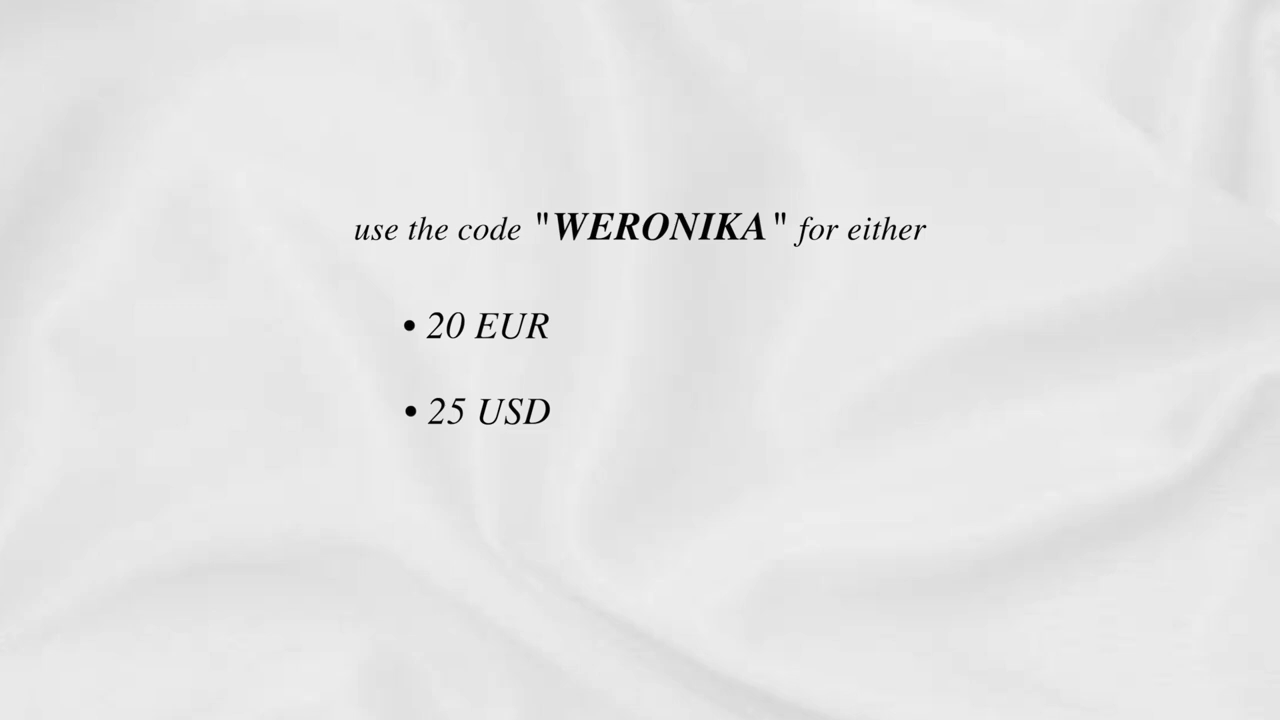 use the code "WERONIKA" for either
• 20 EUR
• 25 USD